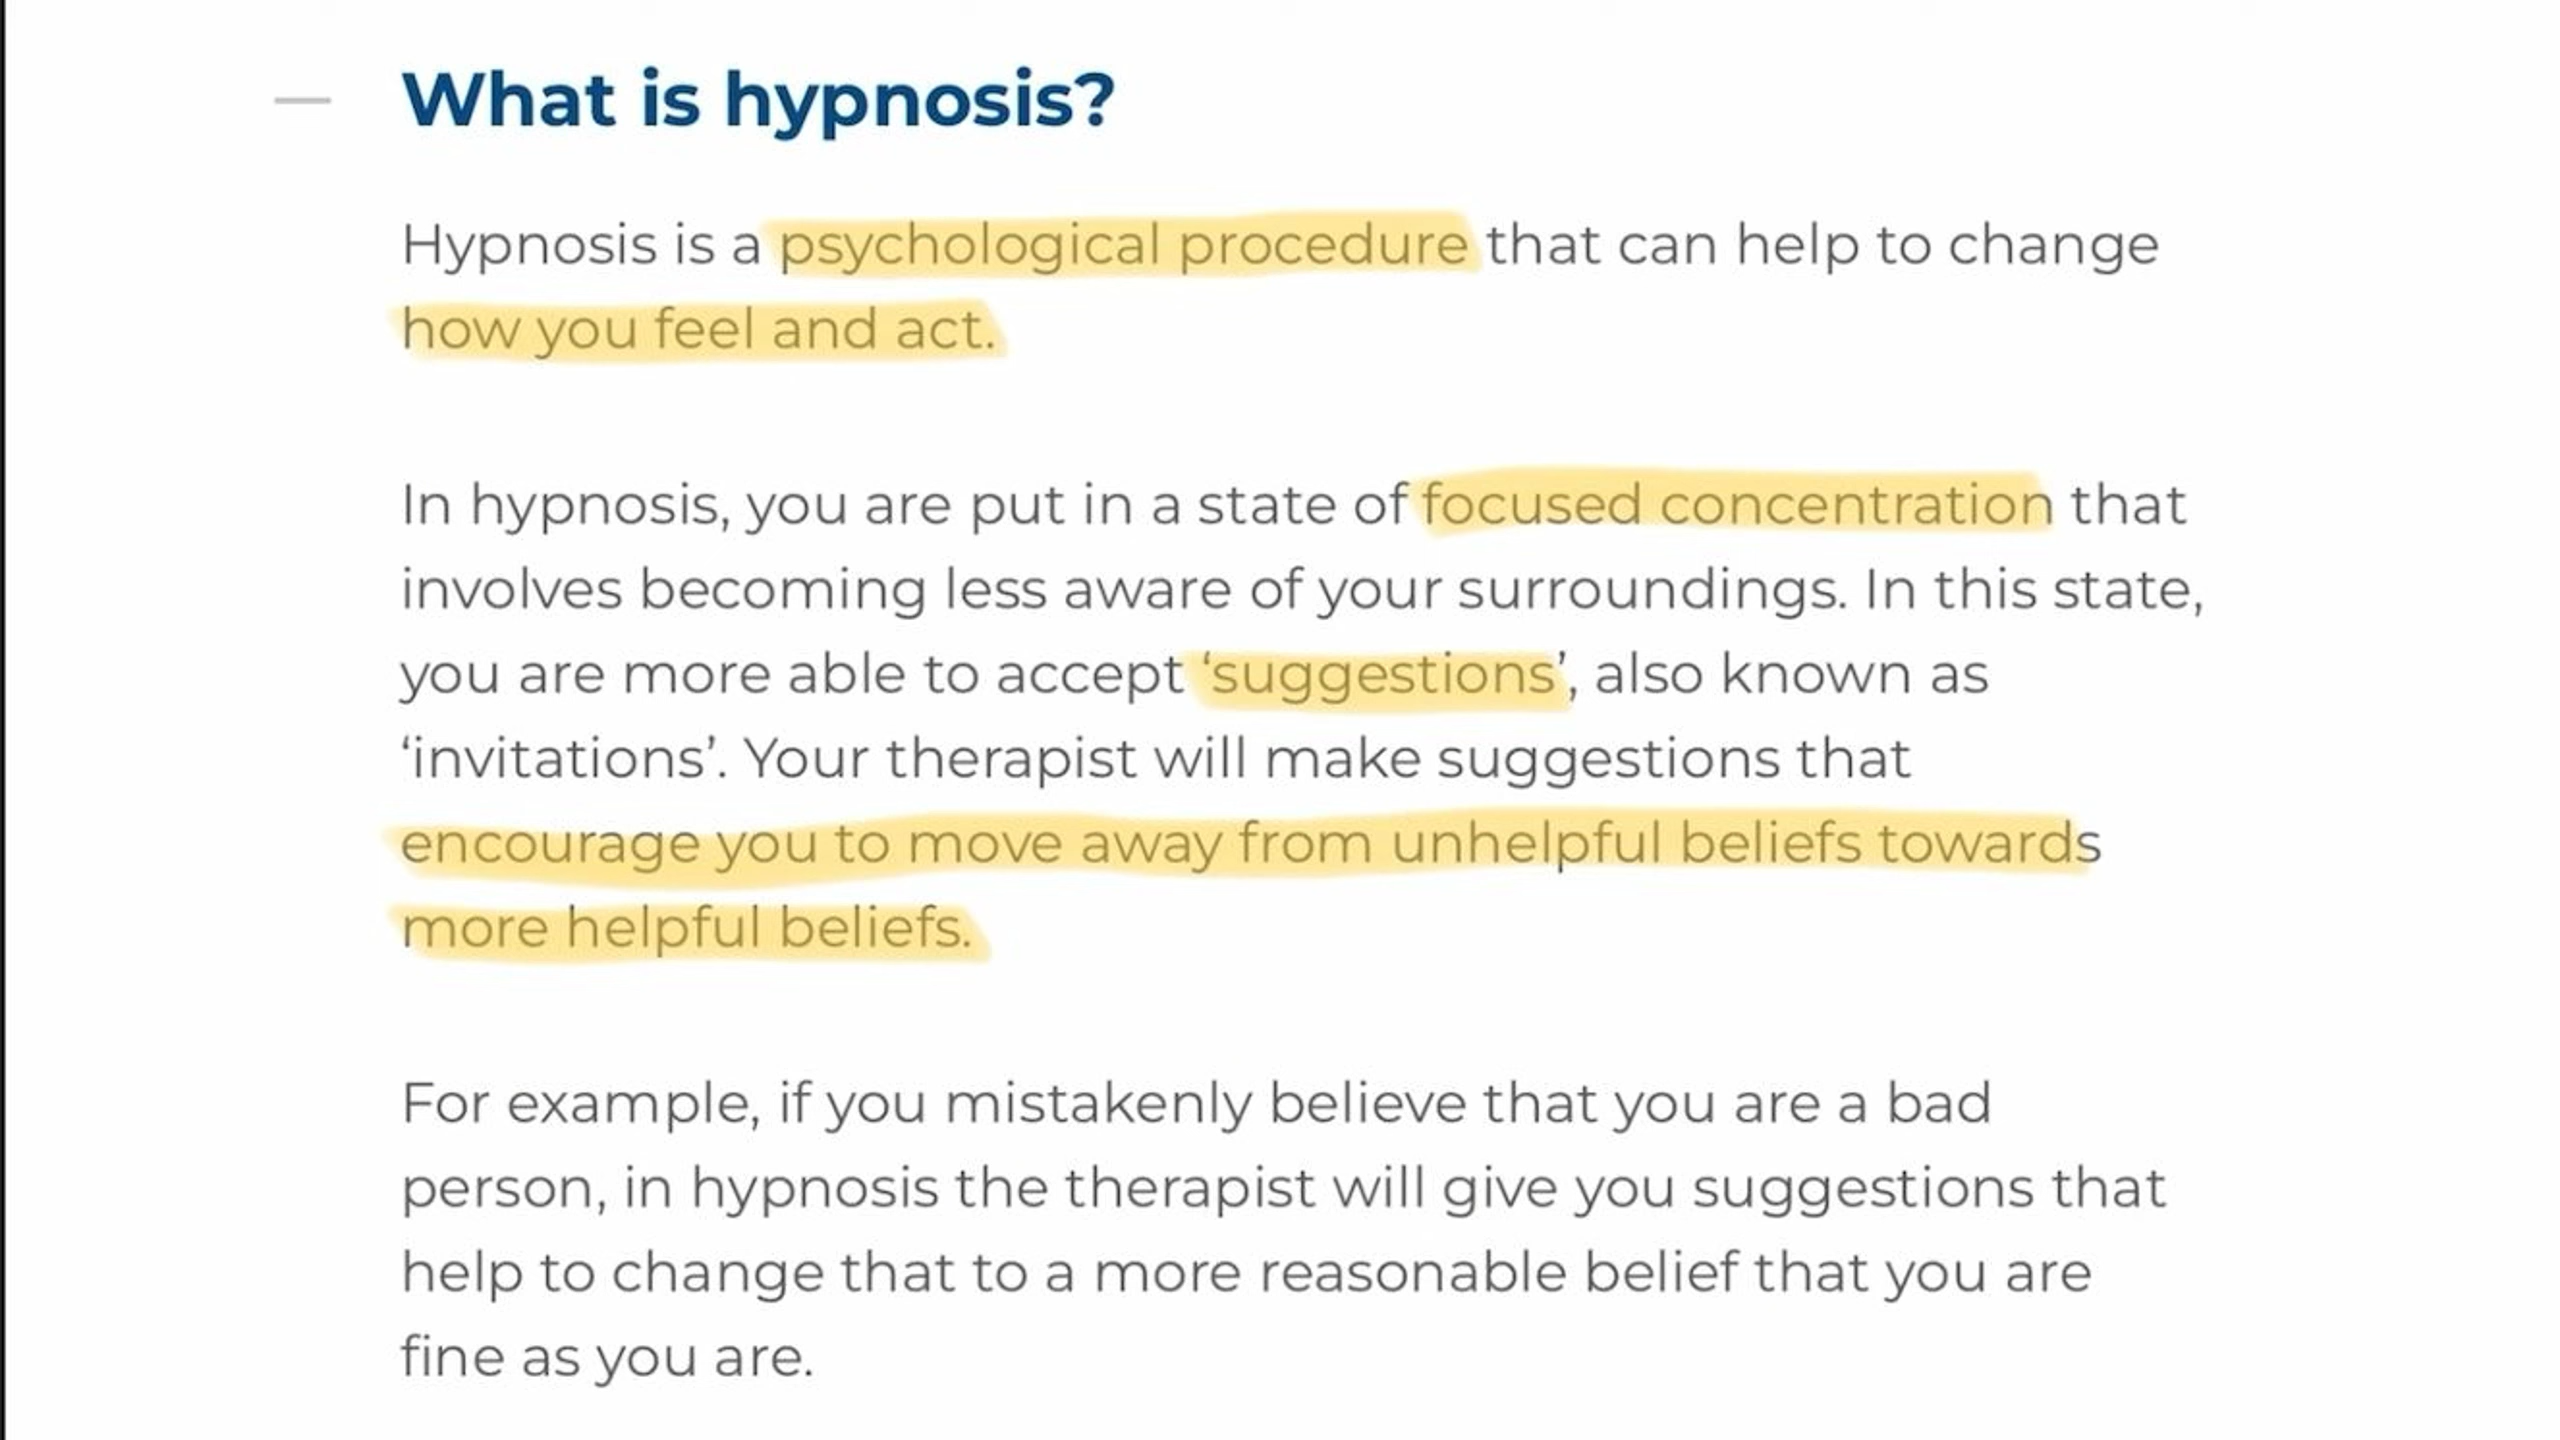 What is hypnosis?
Hypnosis is a psychological procedure that can help to change
how you feel and act.
In hypnosis, you are put in a state of focused concentration that
involves becoming less aware of your surroundings. In this state,
you are more able to accept ‘suggestions’, also known as
‘invitations’. Your therapist will make suggestions that
encourage you to move away from unhelpful beliefs towards
more helpful beliefs.
For example, if you mistakenly believe that you are a bad
person, in hypnosis the therapist will give you suggestions that
help to change that to a more reasonable belief that you are
fine as you are.